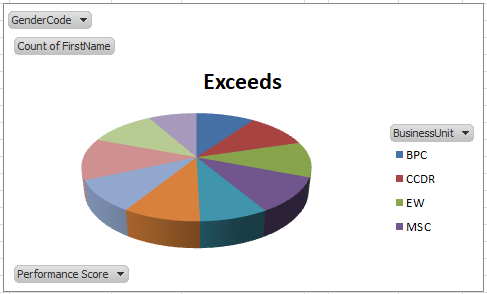 GenderCode
Count of FirstName
Exceeds
BusinessUnit
BPC
CCDR
EW
MSC
Performance Score